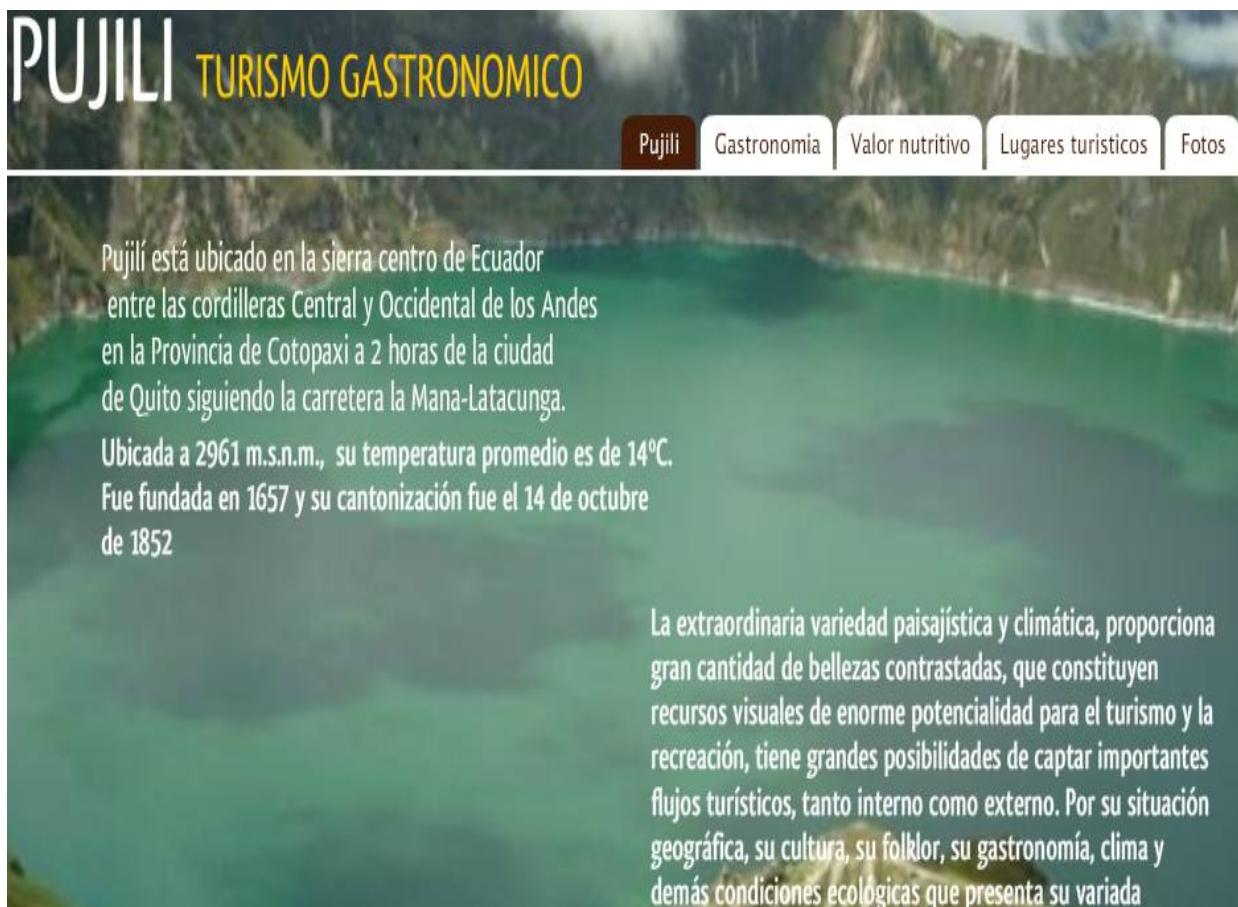 PUJILI TURISMO GASTRONOMICO
Pujili Gastronomia Valor nutritivo Lugares turisticos Fotos
Pujilí está ubicado en la sierra centro de Ecuador
entre las cordilleras Central y Occidental de los Andes
en la Provincia de Cotopaxi a 2 horas de la ciudad
de Quito siguiendo la carretera la Mana-Latacunga.
Ubicada a 2961 m.s.n.m., su temperatura promedio es de 14ºC.
Fue fundada en 1657 y su cantonización fue el 14 de octubre
de 1852
La extraordinaria variedad paisajística y climática, proporciona
gran cantidad de bellezas contrastadas, que constituyen
recursos visuales de enorme potencialidad para el turismo y la
recreación, tiene grandes posibilidades de captar importantes
flujos turísticos, tanto interno como externo. Por su situación
geográfica, su cultura, su folklor, su gastronomía, clima y
demás condiciones ecológicas que presenta su variada